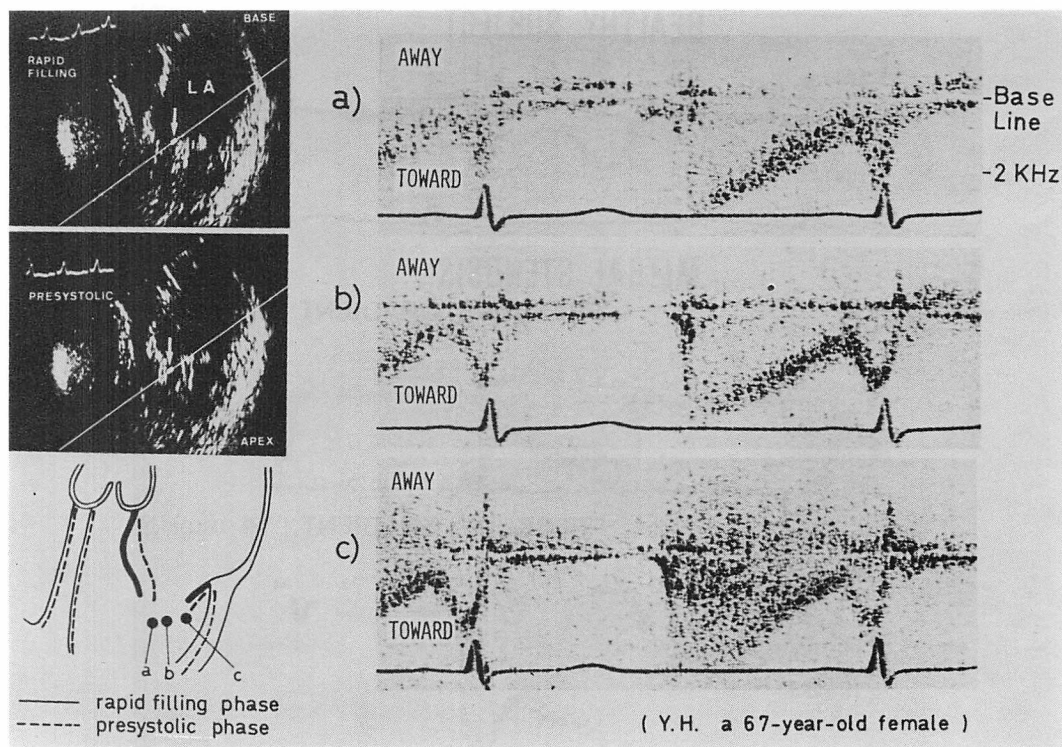 BASE
RAPID
FILLING
LA
PRESYSTOLIC
APEX
a
b
c
rapid filling phase
presystolic phase
a)
AWAY
TOWARD
-Base
Line
-2 KHz
b)
AWAY
TOWARD
c)
AWAY
TOWARD
( Y.H. a 67-year-old female )